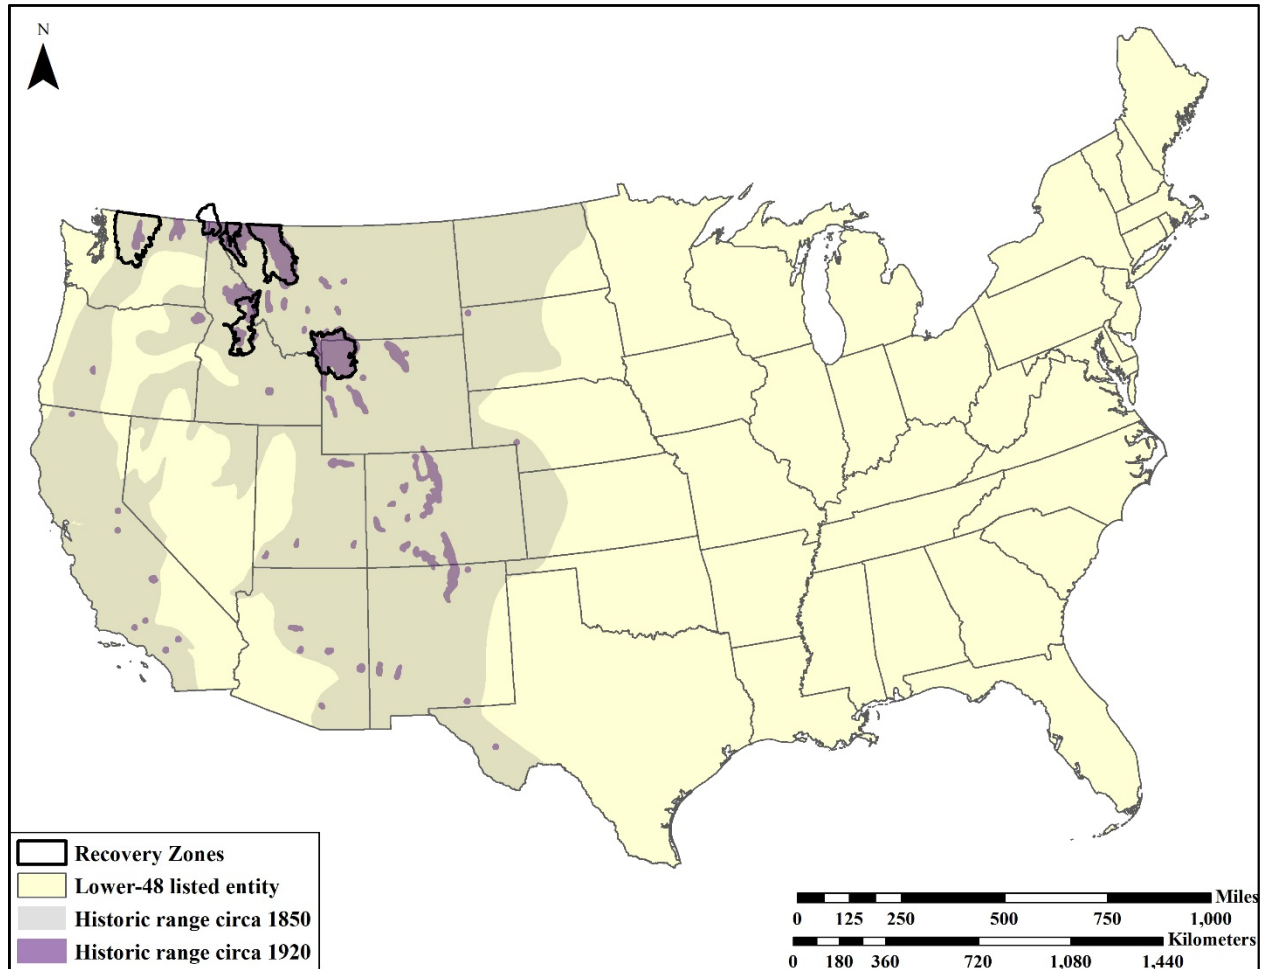 N
Recovery Zones
Lower-48 listed entity
Historic range circa 1850
Historic range circa 1920
Miles
0 125 250 500 750 1,000
Kilometers
0 180 360 720 1,080 1,440